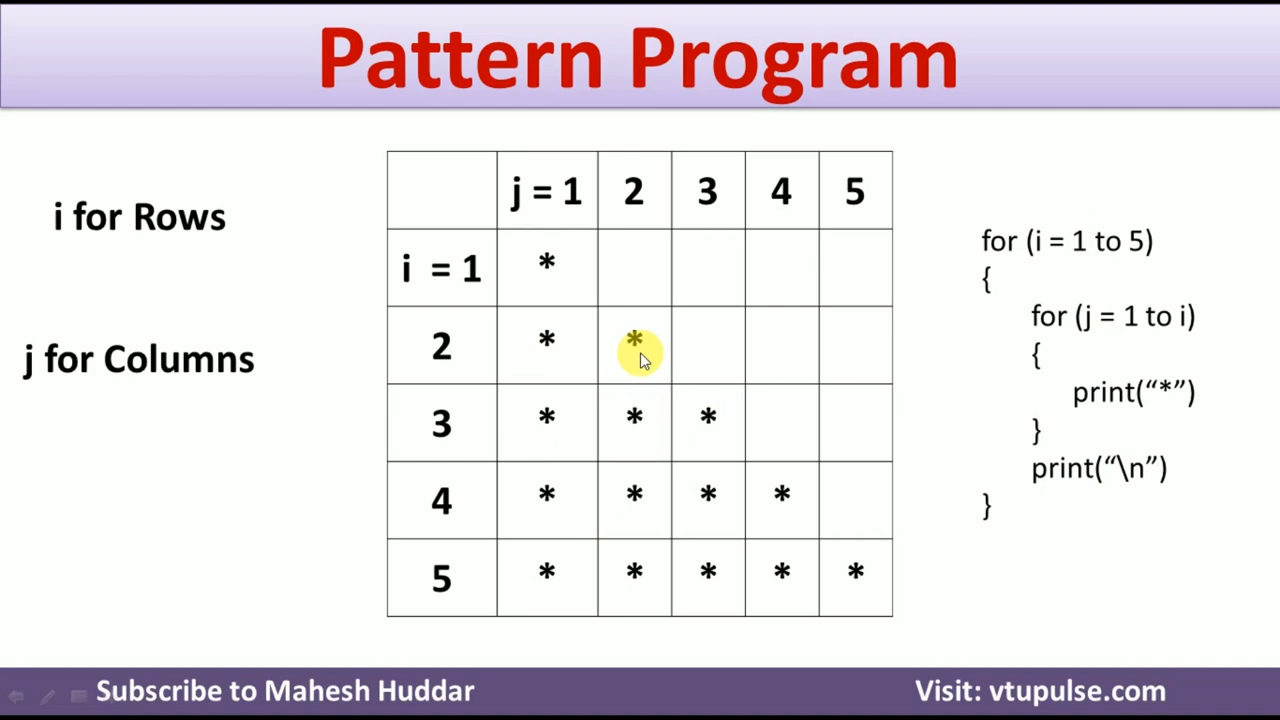 Pattern Program
i for Rows
j for Columns
j = 1 2 3 4 5
i = 1 *
2 * *
3 * * *
4 * * * *
5 * * * * *
for (i = 1 to 5)
{
for (j = 1 to i)
{
print(“*”)
}
print(“\n”)
}
Subscribe to Mahesh Huddar
Visit: vtupulse.com